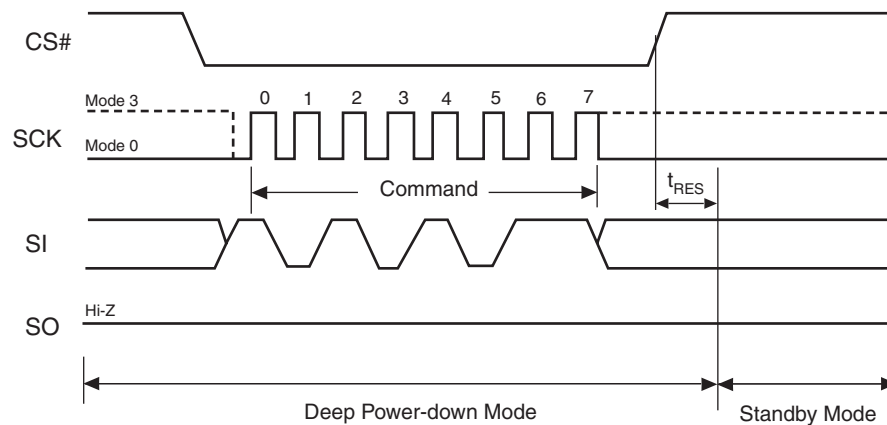 CS#
Mode 3
0 1 2 3 4 5 6 7
SCK
Mode 0
Command
tRES
SI
Hi-Z
SO
Deep Power-down Mode
Standby Mode